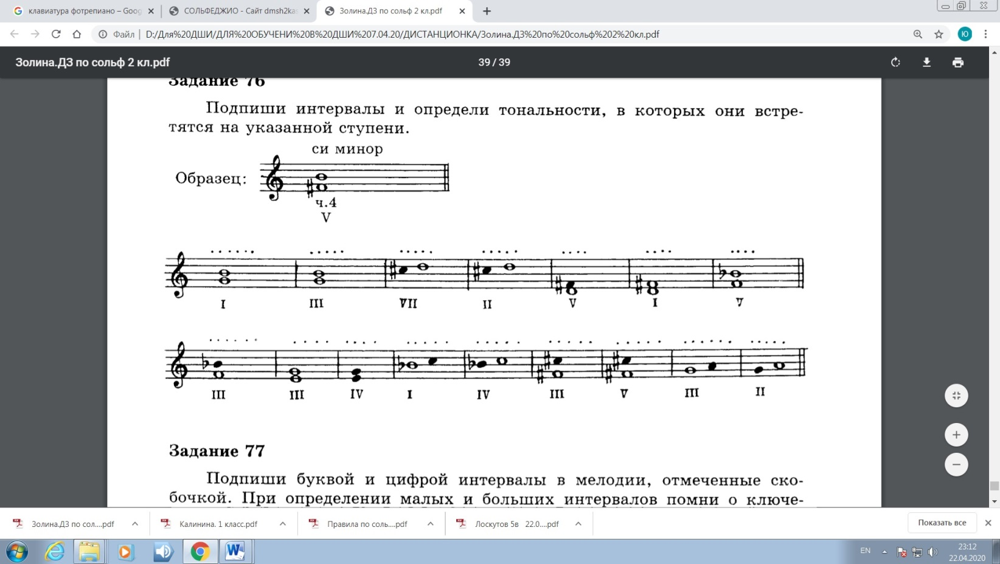 клавиатура фотрепиано – Goog
СОЛЬФЕДЖИО - Сайт dmsh2kas
Золина.ДЗ по сольф 2 кл.pdf
Файл | D:/Для%20ДШИ/ДЛЯ%20ОБУЧЕНИ%20В%20ДШИ%207.04.20/ДИСТАНЦИОНКА/Золина.ДЗ%20по%20сольф%202%20кл.pdf
Ю
Золина.ДЗ по сольф 2 кл.pdf
39 / 39
Задание 76
Подпиши интервалы и определи тональности, в которых они встре-
тятся на указанной ступени.
си минор
Образец:
ч.4
V
I III VII II V I V
III III IV I IV III V III II
Задание 77
Подпиши буквой и цифрой интервалы в мелодии, отмеченные ско-
бочкой. При определении малых и больших интервалов помни о ключе-
Золина.ДЗ по сол....pdf
Калинина. 1 класс.pdf
Правила по соль....pdf
Лоскутов 5в 22.0....pdf
Показать все
EN
23:12
22.04.2020